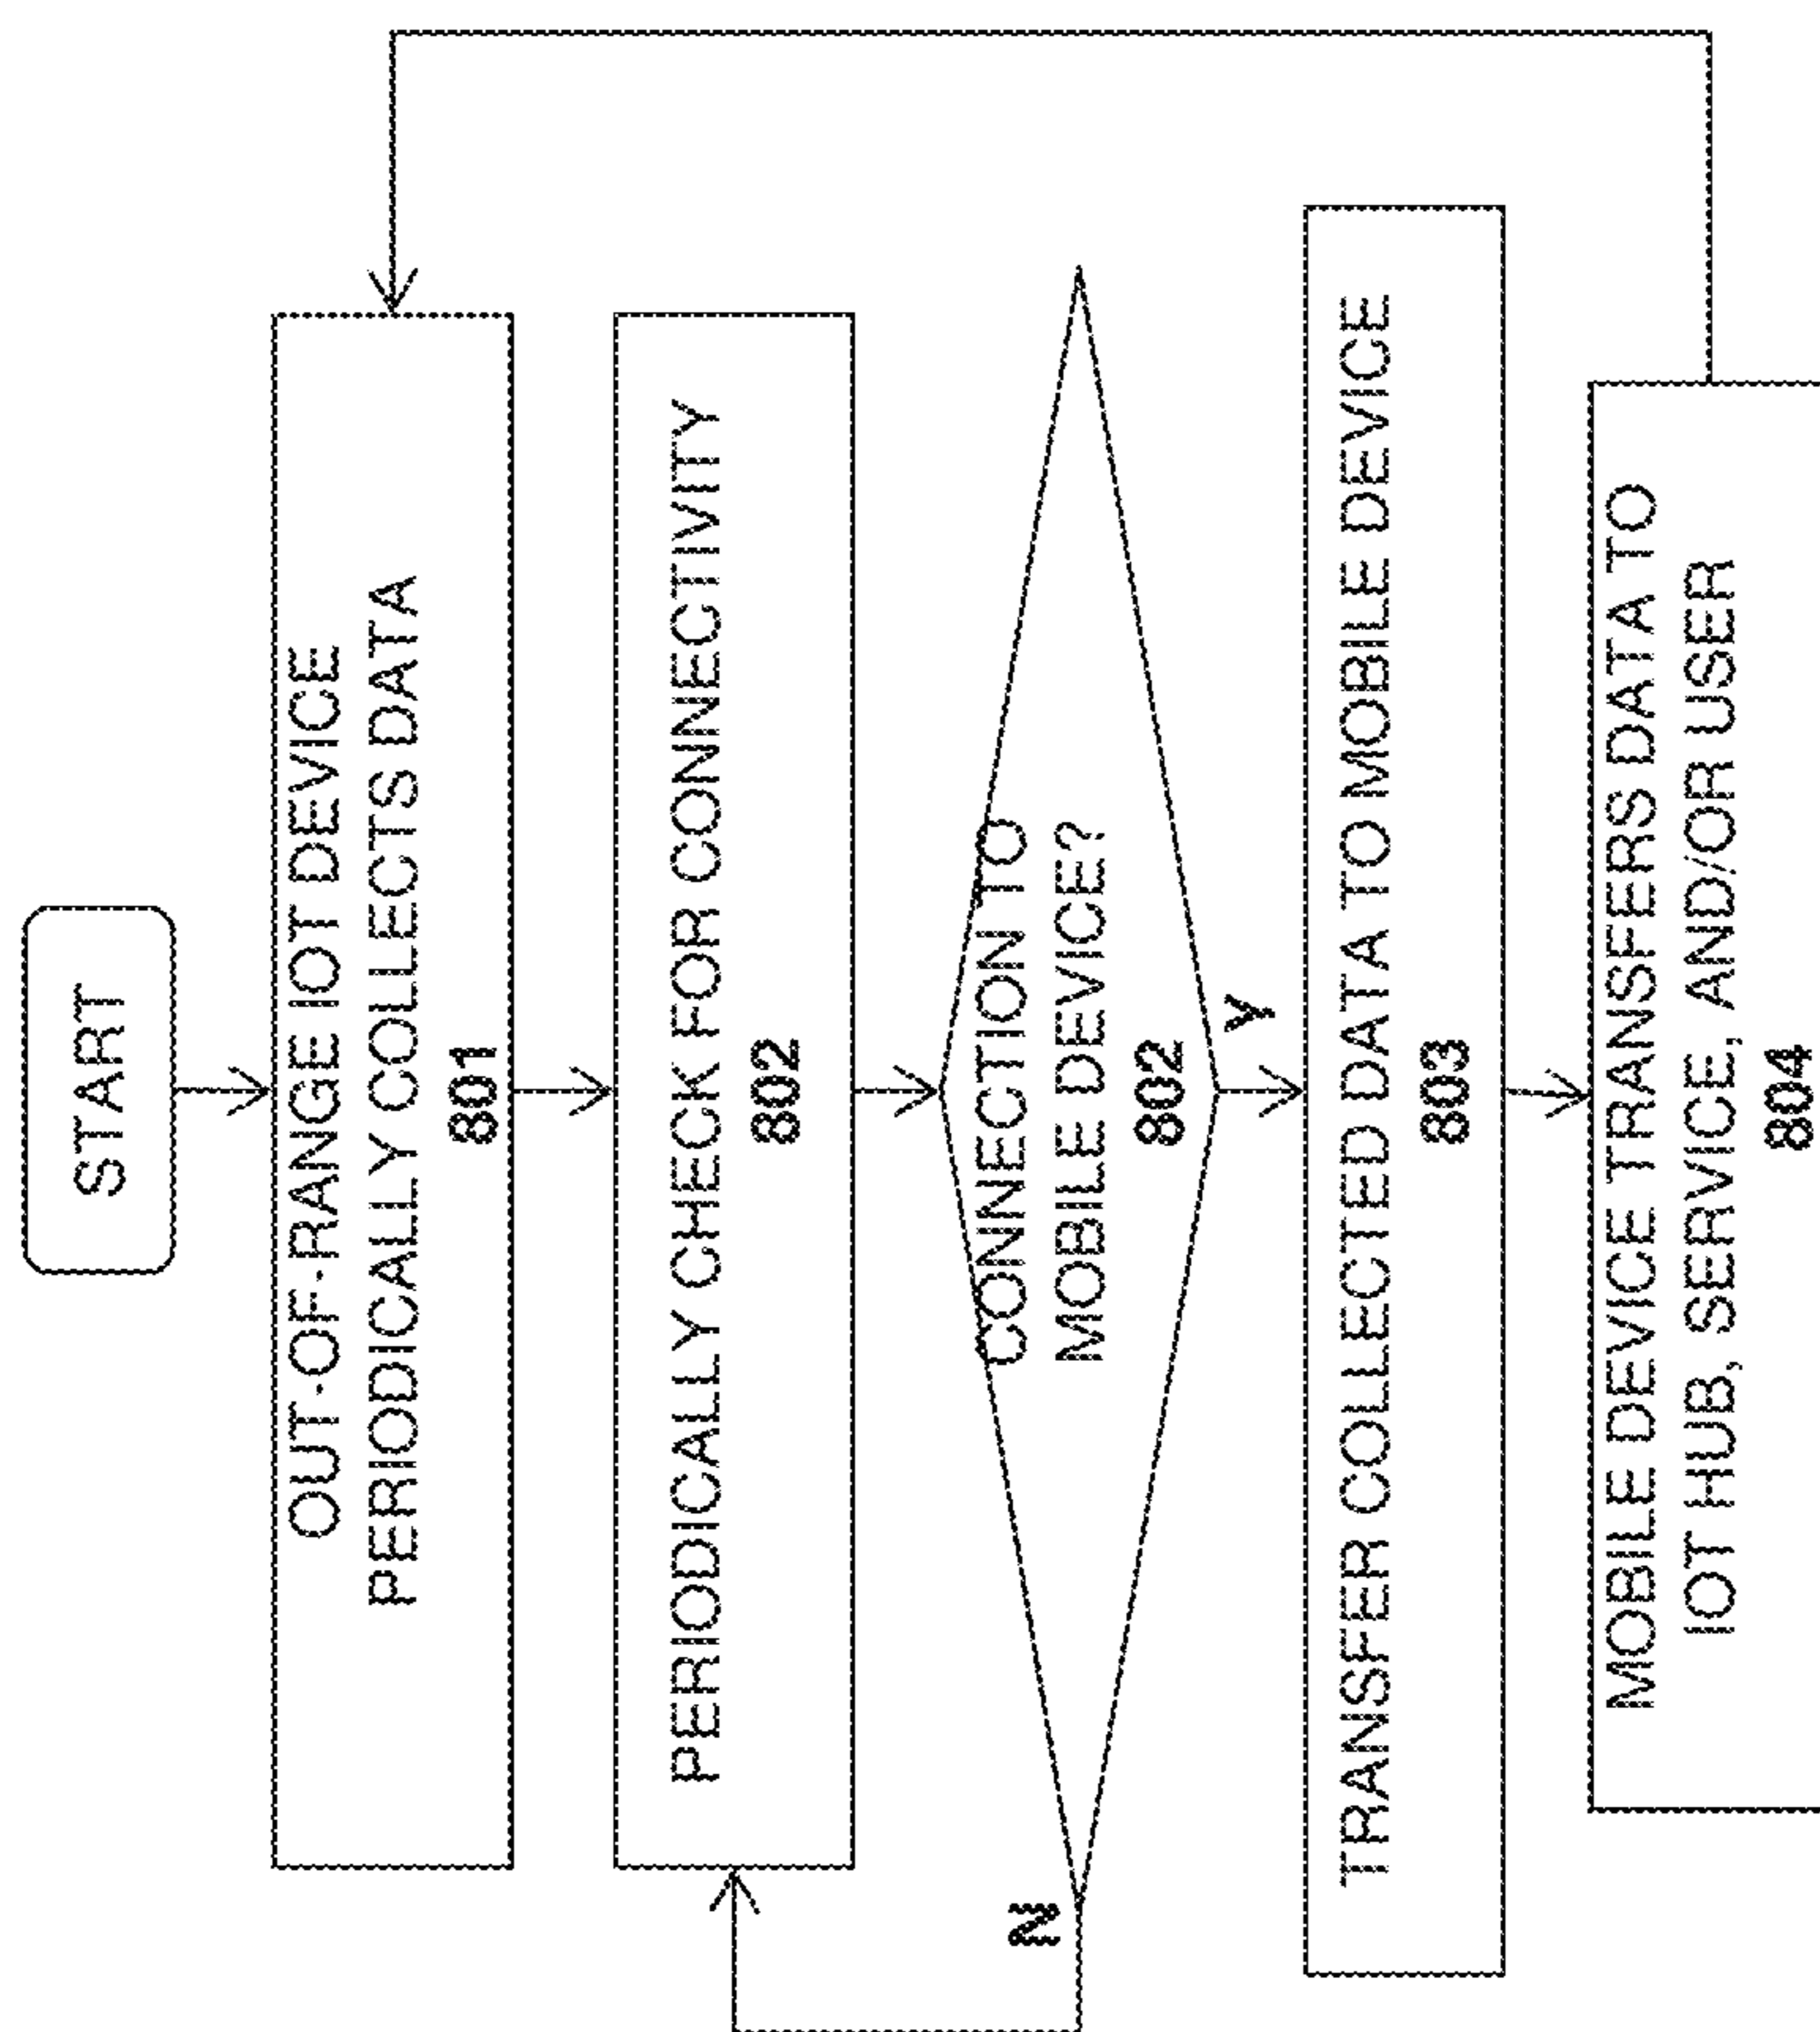 START
OUT-OF-RANGE IOT DEVICE
PERIODICALLY COLLECTS DATA
801
PERIODICALLY CHECK FOR CONNECTIVITY
802
CONNECTION TO
MOBILE DEVICE?
802
N
Y
TRANSFER COLLECTED DATA TO MOBILE DEVICE
803
MOBILE DEVICE TRANSFERS DATA TO
IOT HUB, SERVICE, AND/OR USER
804